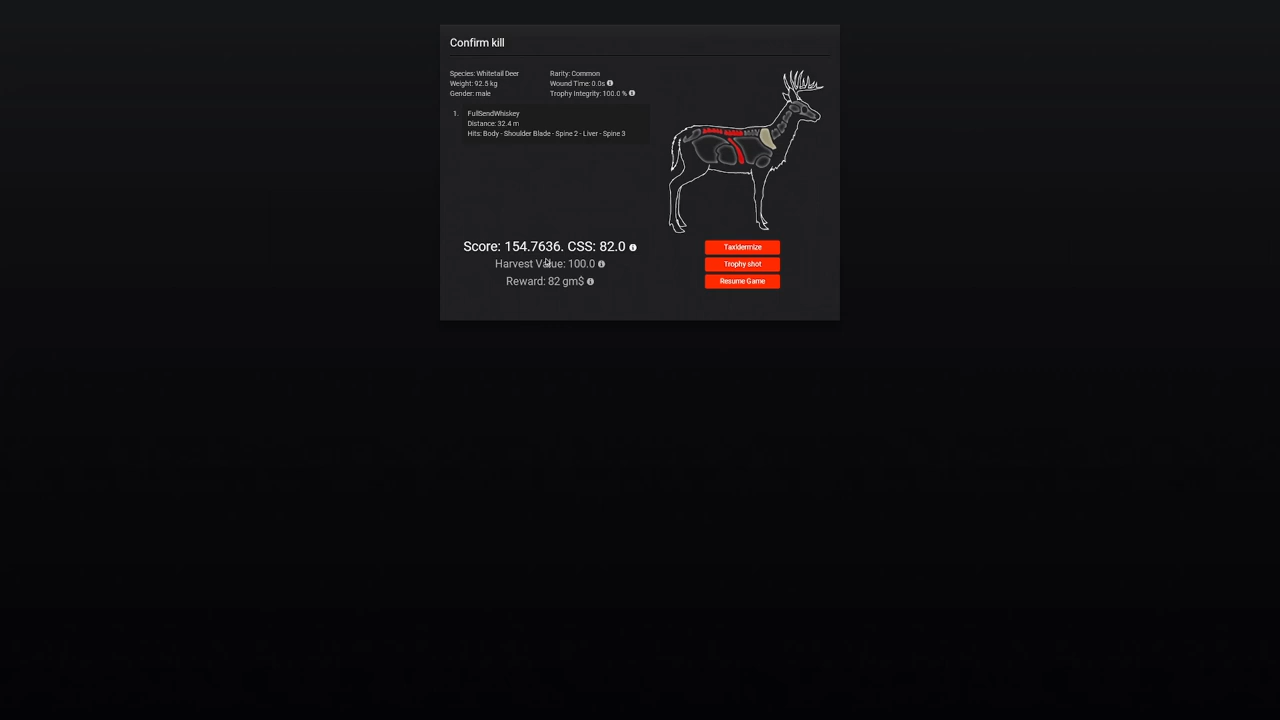 Confirm kill
Species: Whitetail Deer
Rarity: Common
Weight: 92.5 kg
Wound Time: 0.0s
Gender: male
Trophy Integrity: 100.0 %
1. FullSendWhiskey
Distance: 32.4 m
Hits: Body - Shoulder Blade - Spine 2 - Liver - Spine 3
Score: 154.7636. CSS: 82.0
Harvest Value: 100.0
Reward: 82 gm$
Taxidermize
Trophy shot
Resume Game